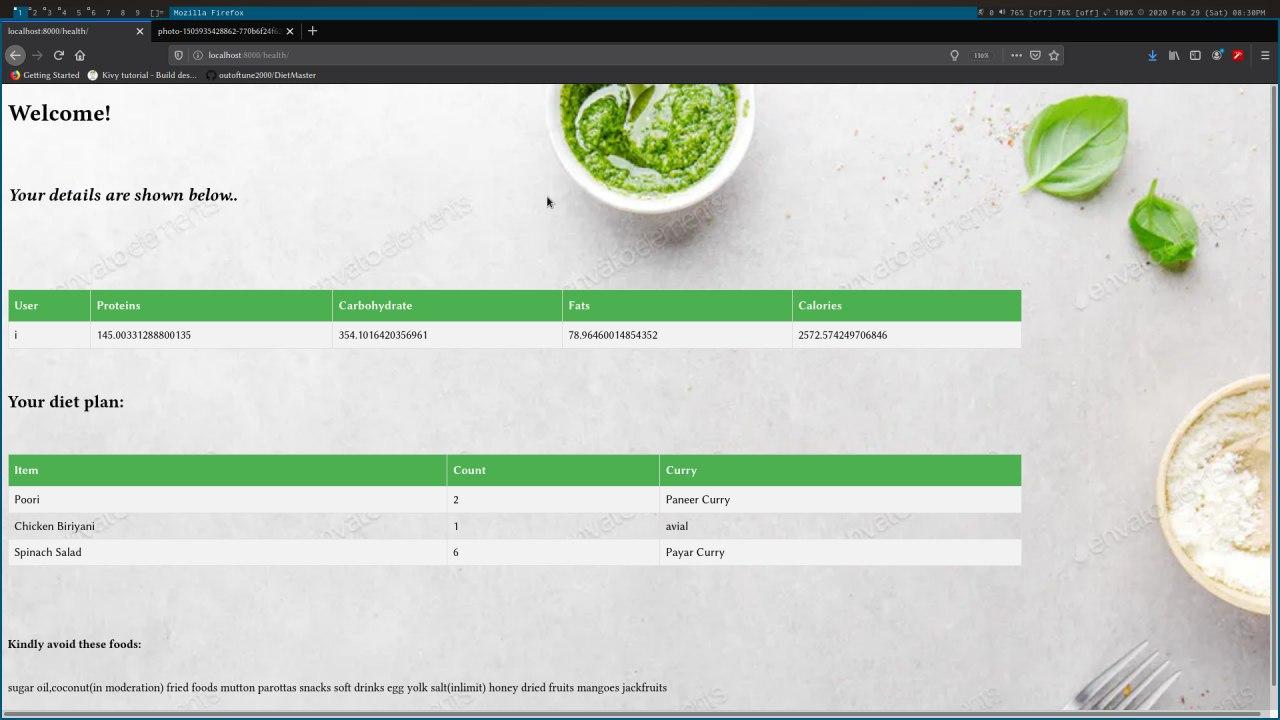 1 2 3 4 5 6 7 8 9 []= Mozilla Firefox 0 76% [off] 76% [off] 100% 2020 Feb 29 (Sat) 08:30PM
localhost:8000/health/ photo-1505935428862-770b6f24f6
localhost:8000/health/ 110%
Getting Started Kivy tutorial - Build des... outoftune2000/DietMaster
Welcome!
Your details are shown below..
User Proteins Carbohydrate Fats Calories
i 145.00331288800135 354.1016420356961 78.96460014854352 2572.574249706846
Your diet plan:
Item Count Curry
Poori 2 Paneer Curry
Chicken Biriyani 1 avial
Spinach Salad 6 Payar Curry
Kindly avoid these foods:
sugar oil,coconut(in moderation) fried foods mutton parottas snacks soft drinks egg yolk salt(inlimit) honey dried fruits mangoes jackfruits
envatoelements